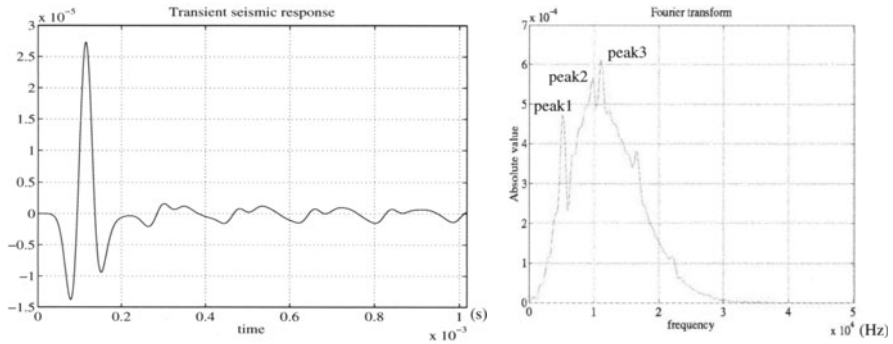 Transient seismic response
x 10⁻⁵
3
2.5
2
1.5
1
0.5
0
−0.5
−1
−1.5
0
0.2
0.4
0.6
0.8
1
(s)
time
x 10⁻³
Fourier transform
x 10⁻⁴
7
6
5
4
3
2
1
0
Absolute value
peak1
peak2
peak3
0
1
2
3
4
5
frequency
x 10⁴ (Hz)